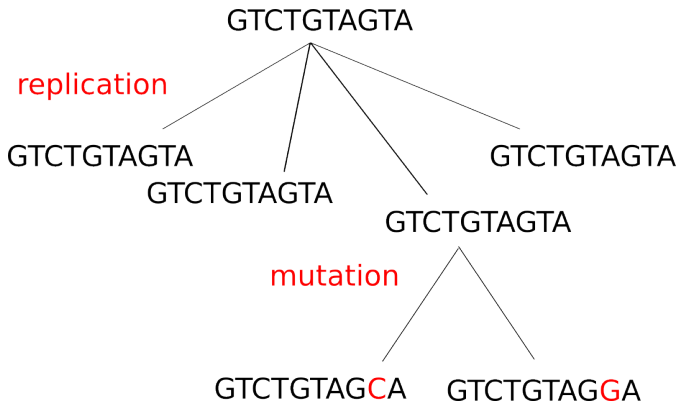 GTCTGTAGTA
replication
GTCTGTAGTA
GTCTGTAGTA
GTCTGTAGTA
GTCTGTAGTA
mutation
GTCTGTAGCA
GTCTGTAGGA